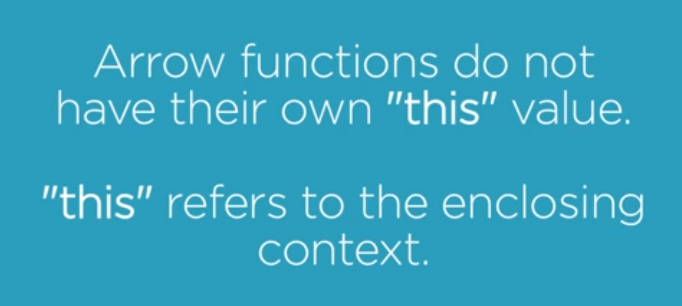 Arrow functions do not
have their own "this" value.
"this" refers to the enclosing
context.